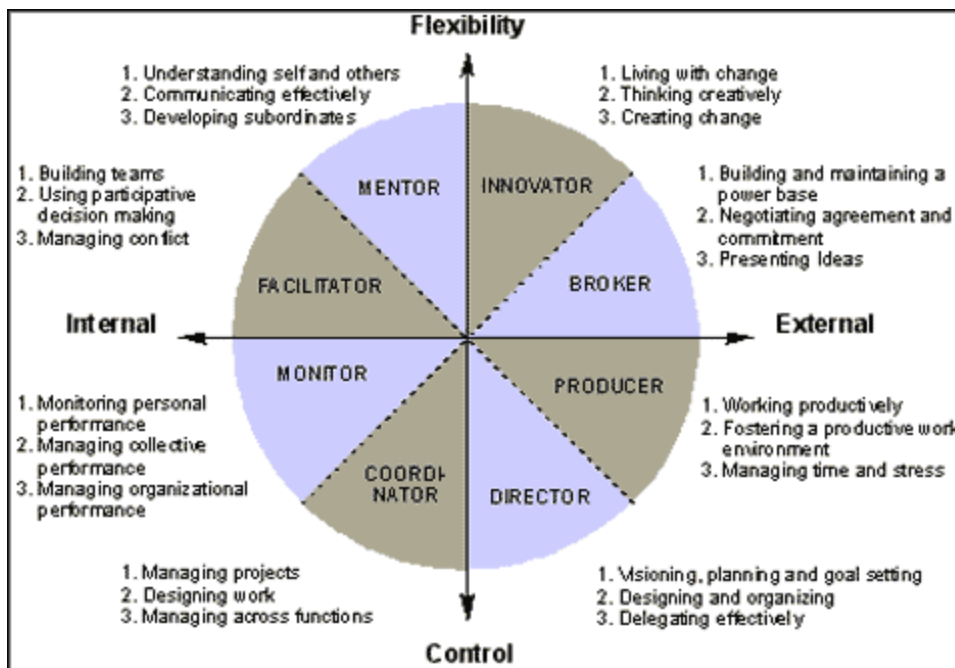 Flexibility
1. Understanding self and others
2. Communicating effectively
3. Developing subordinates
1. Living with change
2. Thinking creatively
3. Creating change
1. Building teams
2. Using participative
decision making
3. Managing conflict
MENTOR
INNOVATOR
1. Building and maintaining a
power base
2. Negotiating agreement and
commitment
3. Presenting Ideas
FACILITATOR
BROKER
Internal
External
MONITOR
PRODUCER
1. Monitoring personal
performance
2. Managing collective
performance
3. Managing organizational
performance
1. Working productively
2. Fostering a productive work
environment
3. Managing time and stress
COORDI-
NATOR
DIRECTOR
1. Managing projects
2. Designing work
3. Managing across functions
1. Visioning, planning and goal setting
2. Designing and organizing
3. Delegating effectively
Control